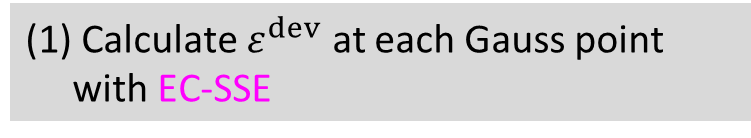 (1) Calculate εᵈᵉᵛ at each Gauss point
with EC-SSE